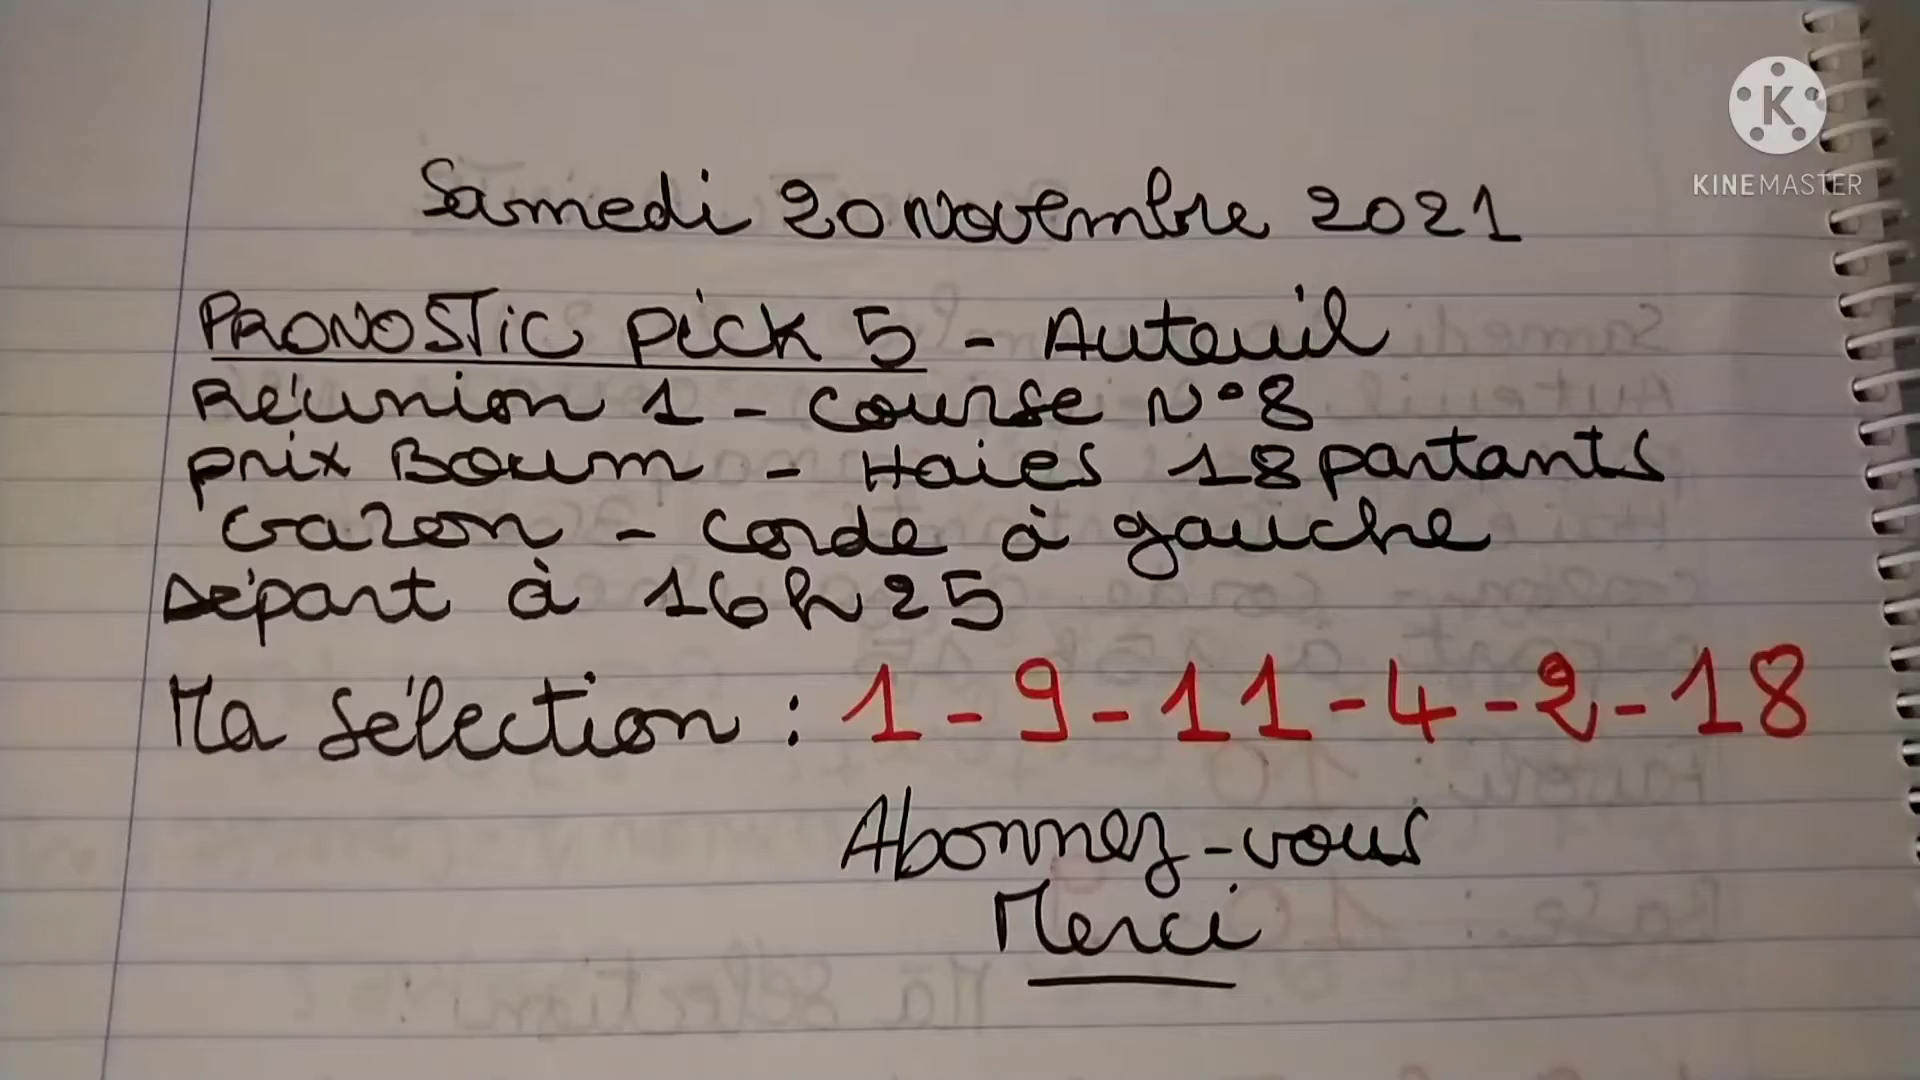 Samedi 20 Novembre 2021
PRONOSTIC PICK 5 - Auteuil
Réunion 1 - Course N°8
prix Boum - Haies 18 partants
Gazon - Corde à gauche
Départ à 16h25
Ma Sélection : 1-9-11-4-2-18
Abonnez-vous
Merci
K
KINEMASTER